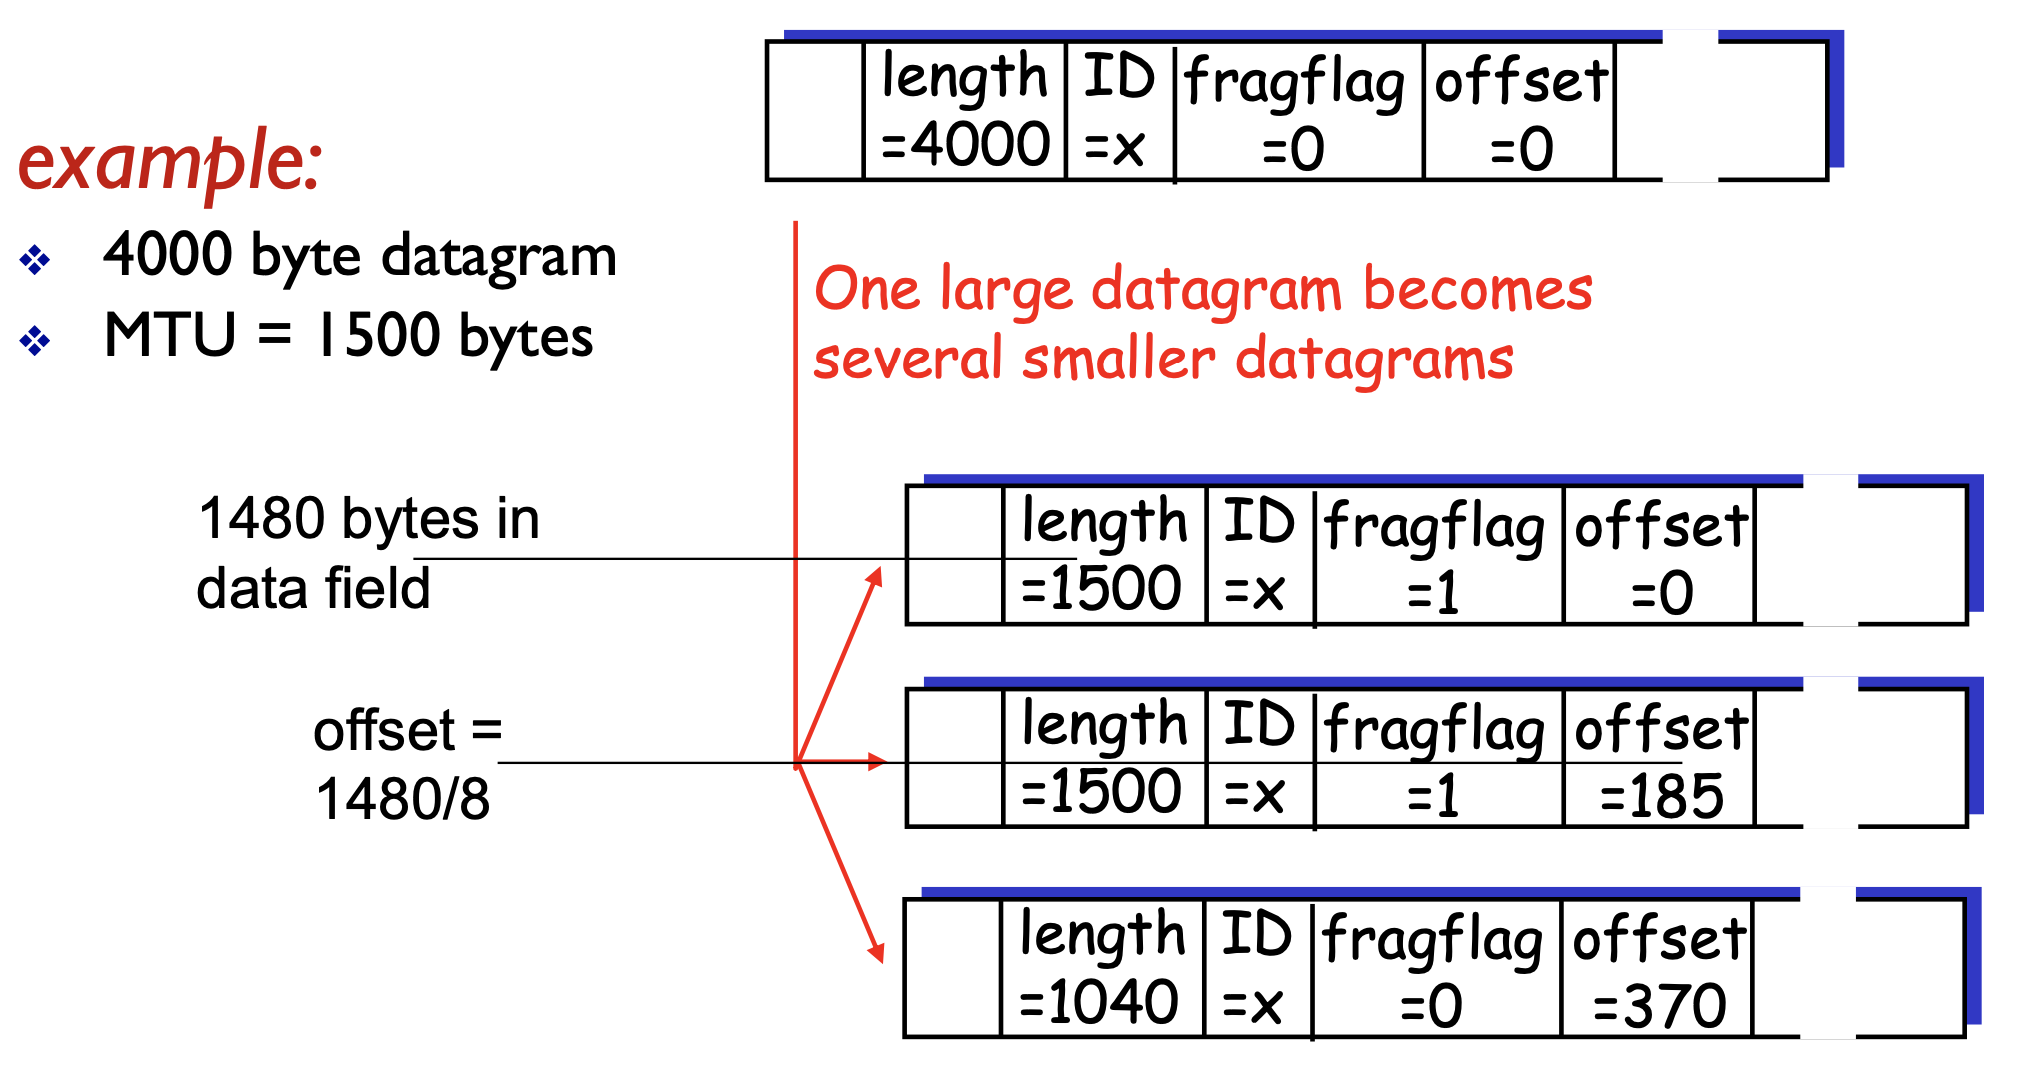 length ID fragflag offset
=4000 =x =0 =0
example:
4000 byte datagram
MTU = 1500 bytes
One large datagram becomes
several smaller datagrams
1480 bytes in
data field
length ID fragflag offset
=1500 =x =1 =0
offset =
1480/8
length ID fragflag offset
=1500 =x =1 =185
length ID fragflag offset
=1040 =x =0 =370